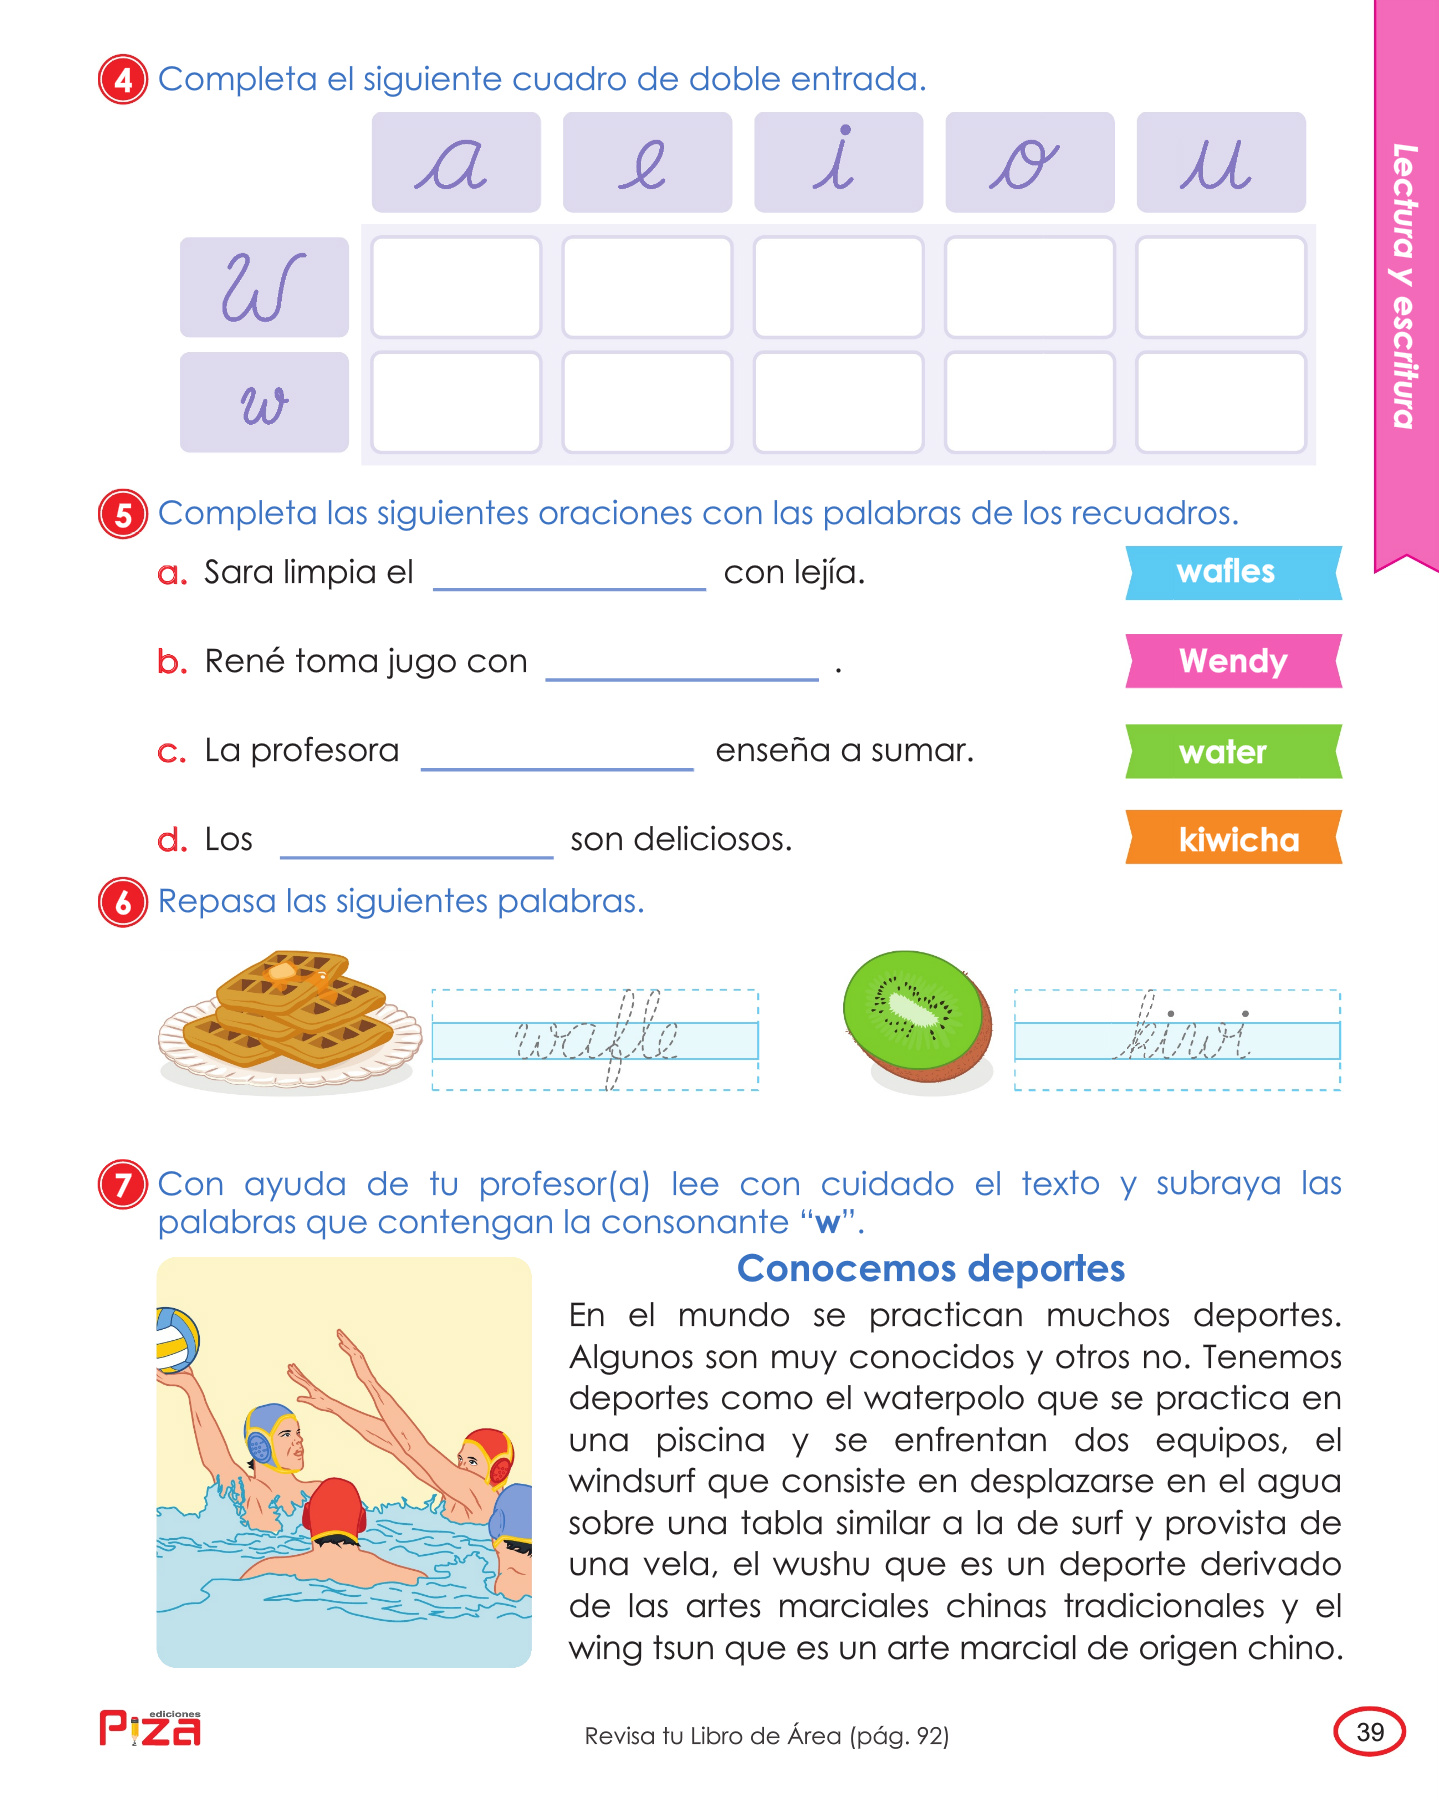 4 Completa el siguiente cuadro de doble entrada.
a e i o u
W
w
5 Completa las siguientes oraciones con las palabras de los recuadros.
a. Sara limpia el ____ con lejía.
wafles
b. René toma jugo con ____ .
Wendy
c. La profesora ____ enseña a sumar.
water
d. Los ____ son deliciosos.
kiwicha
6 Repasa las siguientes palabras.
wafle
kiwi
7 Con ayuda de tu profesor(a) lee con cuidado el texto y subraya las
palabras que contengan la consonante “w”.
Conocemos deportes
En el mundo se practican muchos deportes.
Algunos son muy conocidos y otros no. Tenemos
deportes como el waterpolo que se practica en
una piscina y se enfrentan dos equipos, el
windsurf que consiste en desplazarse en el agua
sobre una tabla similar a la de surf y provista de
una vela, el wushu que es un deporte derivado
de las artes marciales chinas tradicionales y el
wing tsun que es un arte marcial de origen chino.
Lectura y escritura
ediciones
Piza
Revisa tu Libro de Área (pág. 92)
39